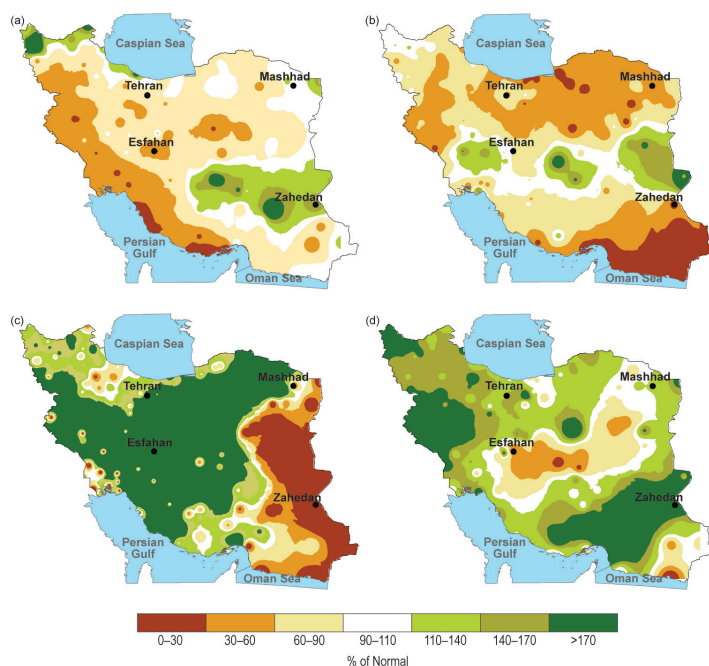 (a)
Caspian Sea
Mashhad
Tehran
Esfahan
Zahedan
Persian
Gulf
Oman Sea
(b)
Caspian Sea
Mashhad
Tehran
Esfahan
Zahedan
Persian
Gulf
Oman Sea
(c)
Caspian Sea
Mashhad
Tehran
Esfahan
Zahedan
Persian
Gulf
Oman Sea
(d)
Caspian Sea
Mashhad
Tehran
Esfahan
Zahedan
Persian
Gulf
Oman Sea
0–30 30–60 60–90 90–110 110–140 140–170 >170
% of Normal